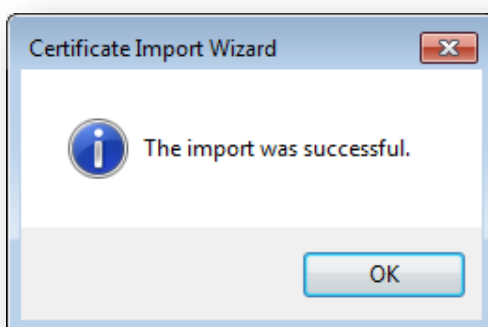 Certificate Import Wizard
The import was successful.
OK